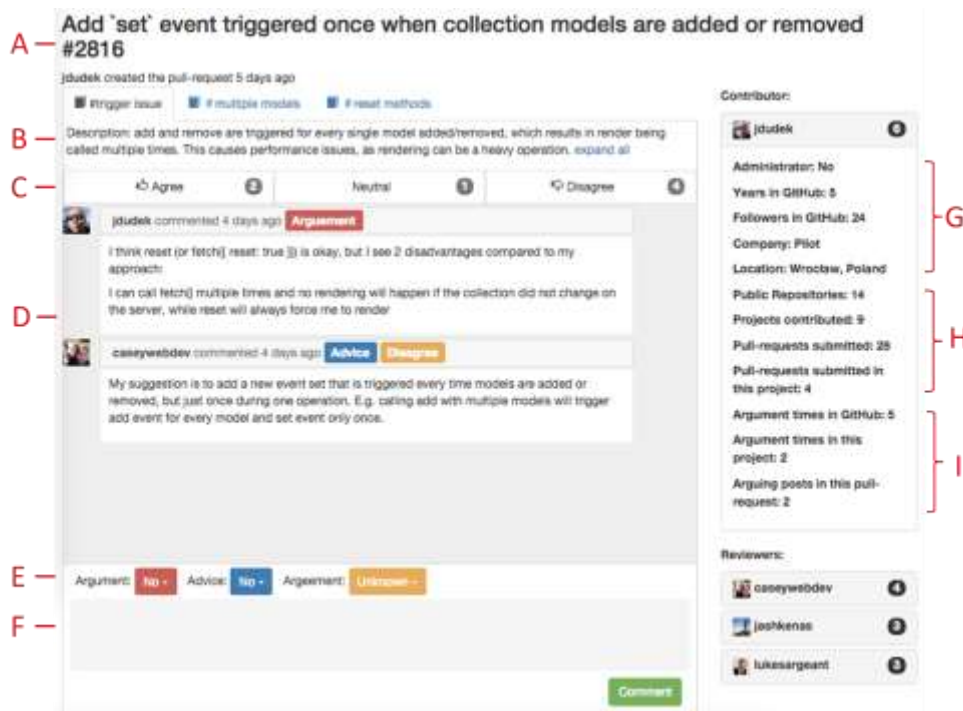 Add `set` event triggered once when collection models are added or removed
#2816
A
jdudek created the pull-request 5 days ago
#trigger issue # multiple models # reset methods
B
Description: add and remove are triggered for every single model added/removed, which results in render being
called multiple times. This causes performance issues, as rendering can be a heavy operation. expand all
C
Agree 2 Neutral 1 Disagree 4
jdudek commented 4 days ago Arguement
I think reset (or fetch({ reset: true })) is okay, but I see 2 disadvantages compared to my
approach:
D
I can call fetch() multiple times and no rendering will happen if the collection did not change on
the server, while reset will always force me to render
caseywebdev commented 4 days ago Advice Disagree
My suggestion is to add a new event set that is triggered every time models are added or
removed, but just once during one operation. E.g. calling add with multiple models will trigger
add event for every model and set event only once.
E
Argument: No Advice: No Argeement: Unknown
F
Comment
Contributor:
jdudek 6
Administrator: No
Years in GitHub: 5
Followers in GitHub: 24
Company: Pilot
Location: Wrocław, Poland
G
Public Repositories: 14
Projects contributed: 9
Pull-requests submitted: 28
Pull-requests submitted in
this project: 4
H
Argument times in GitHub: 5
Argument times in this
project: 2
Arguing posts in this pull-
request: 2
I
Reviewers:
caseywebdev 4
jashkenas 3
lukesargeant 3